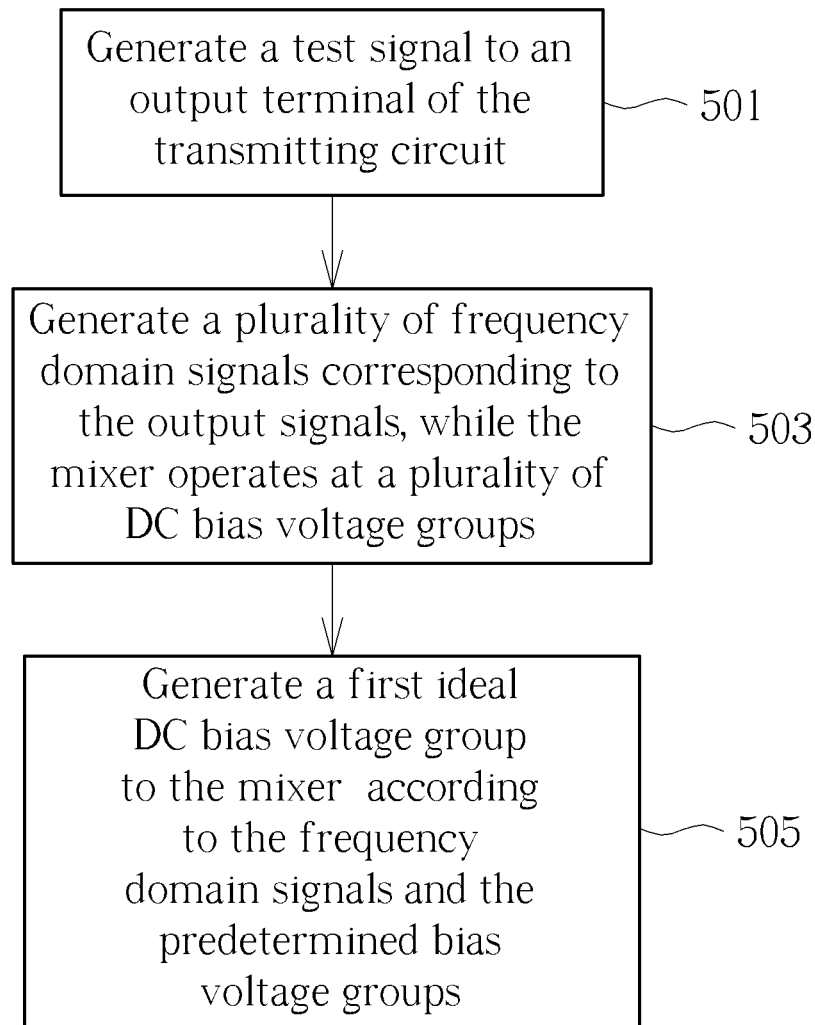 Generate a test signal to an
output terminal of the
transmitting circuit
501
Generate a plurality of frequency
domain signals corresponding to
the output signals, while the
mixer operates at a plurality of
DC bias voltage groups
503
Generate a first ideal
DC bias voltage group
to the mixer according
to the frequency
domain signals and the
predetermined bias
voltage groups
505